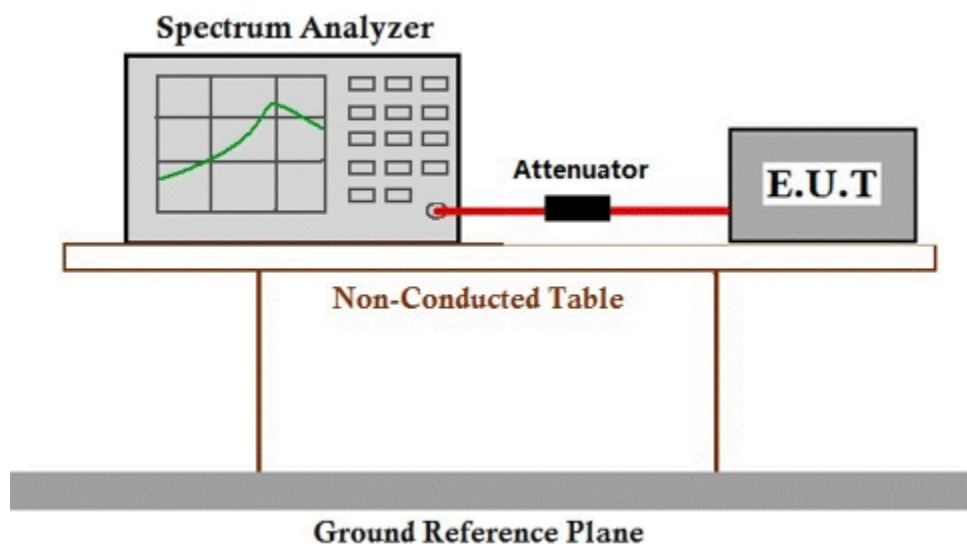 Spectrum Analyzer
Attenuator
E.U.T
Non-Conducted Table
Ground Reference Plane